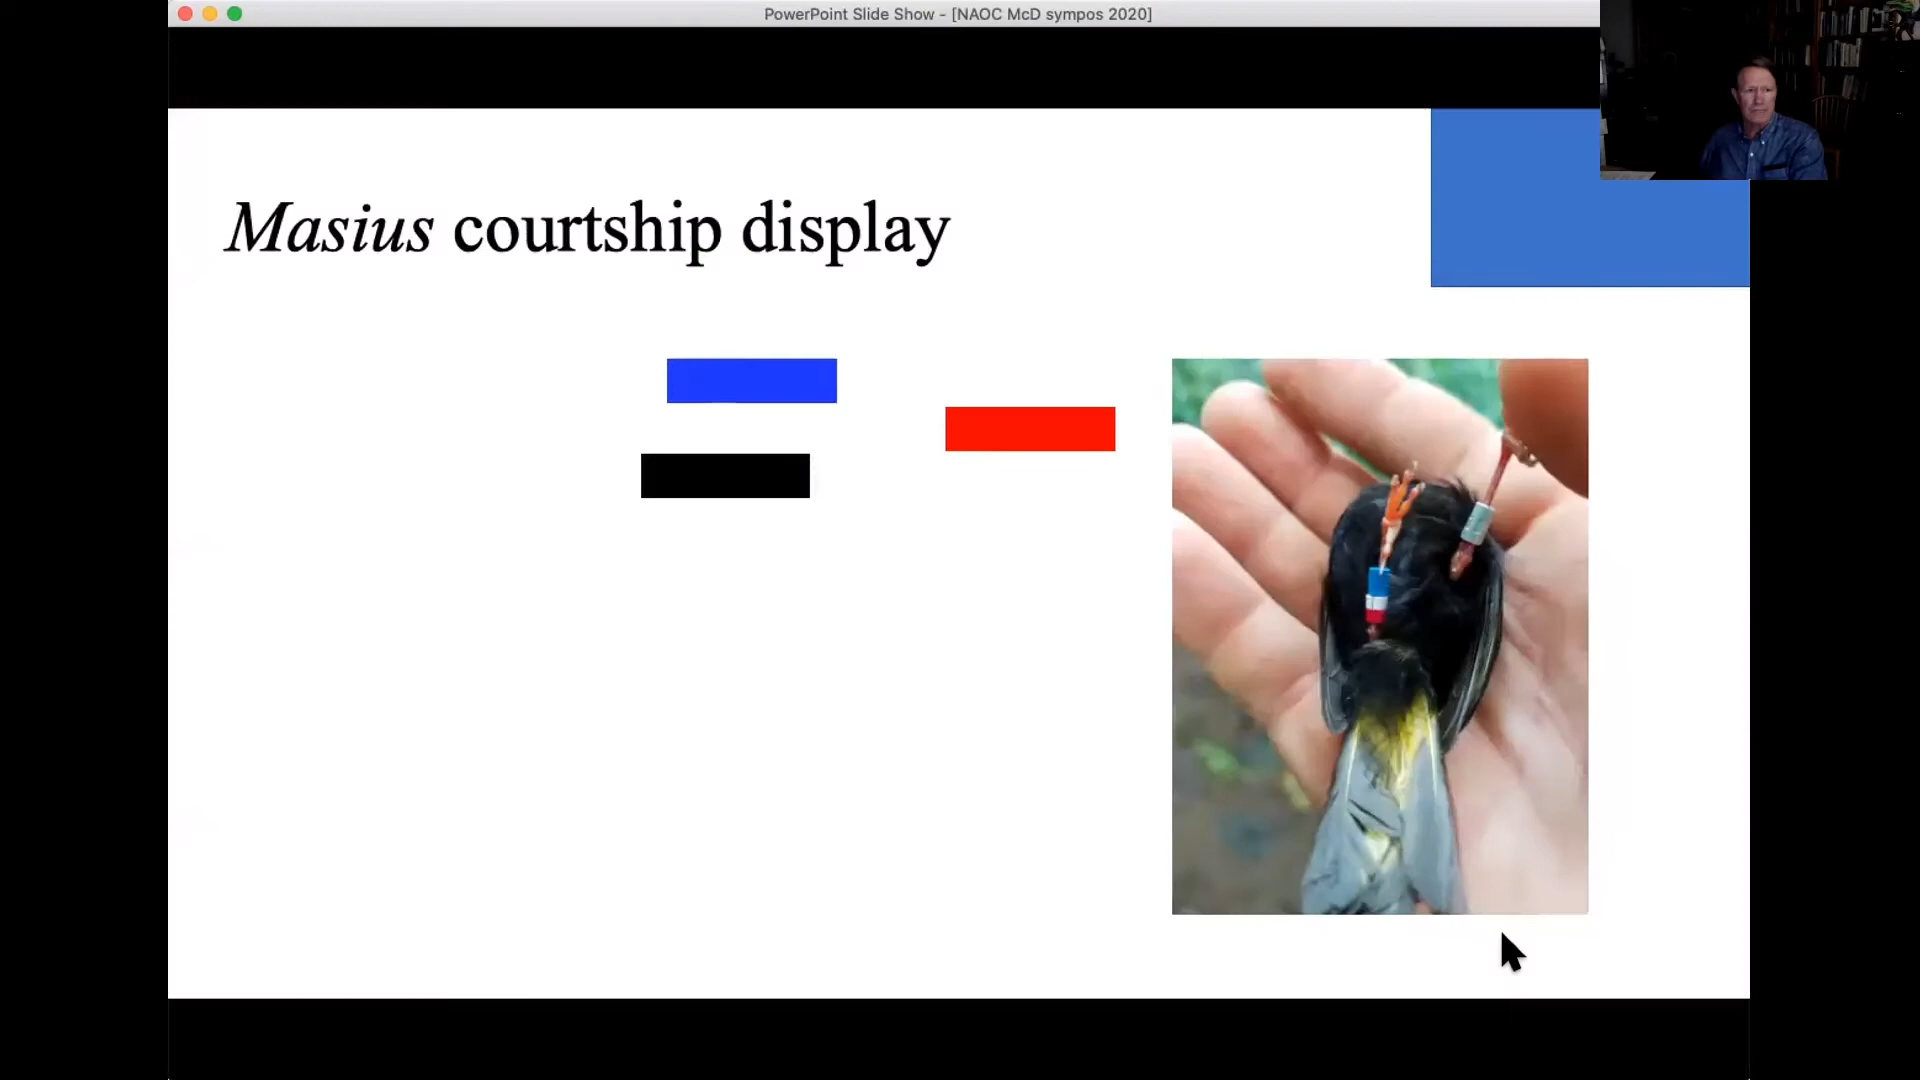 PowerPoint Slide Show - [NAOC McD sympos 2020]
Masius courtship display